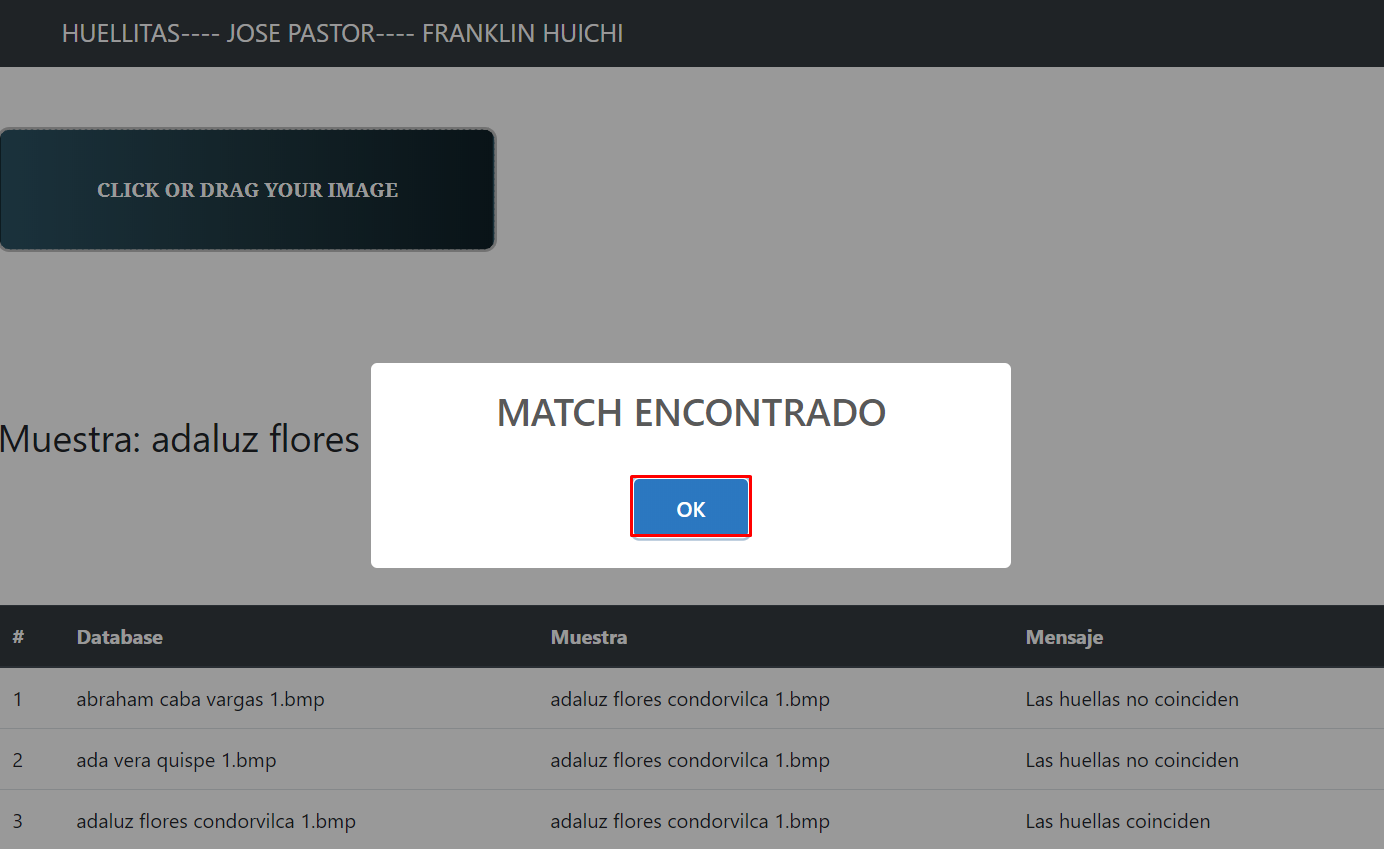 HUELLITAS---- JOSE PASTOR---- FRANKLIN HUICHI
CLICK OR DRAG YOUR IMAGE
MATCH ENCONTRADO
Muestra: adaluz flores
OK
# Database Muestra Mensaje
1 abraham caba vargas 1.bmp adaluz flores condorvilca 1.bmp Las huellas no coinciden
2 ada vera quispe 1.bmp adaluz flores condorvilca 1.bmp Las huellas no coinciden
3 adaluz flores condorvilca 1.bmp adaluz flores condorvilca 1.bmp Las huellas coinciden